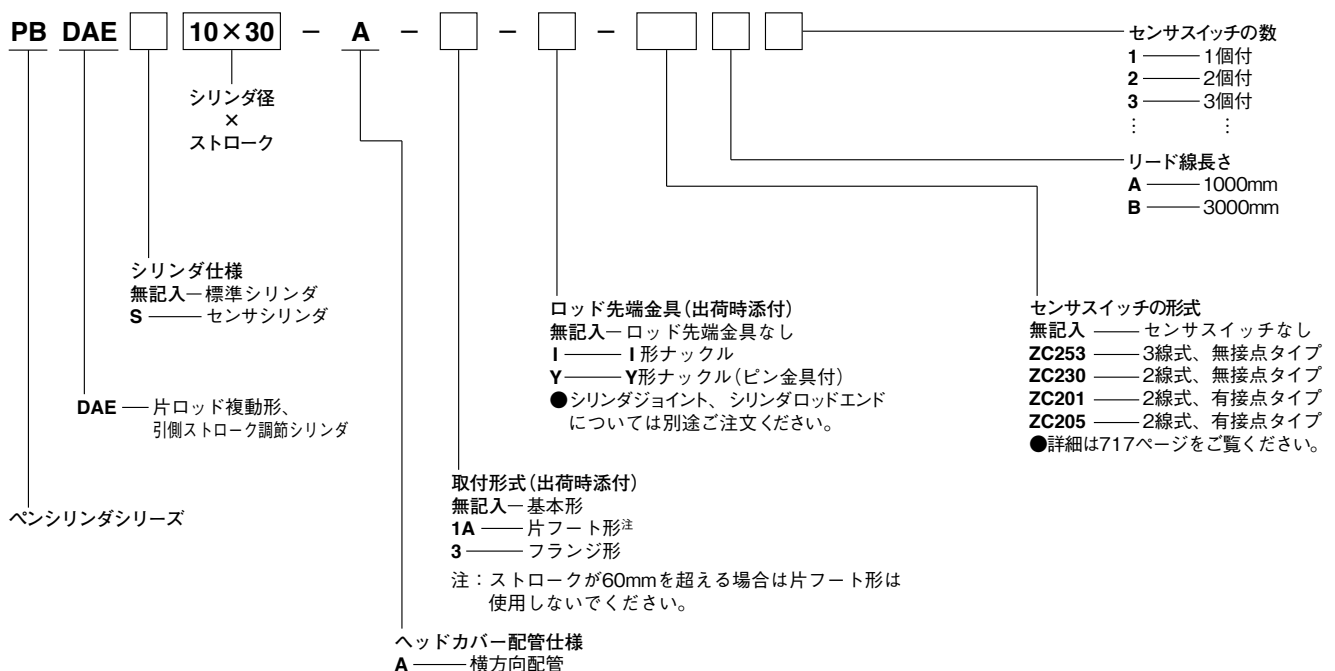 PB DAE □ 10×30 − A − □ − □ − □ □ □
シリンダ径
×
ストローク
センサスイッチの数
1 ─── 1個付
2 ─── 2個付
3 ─── 3個付
⋮ ⋮
リード線長さ
A ─── 1000mm
B ─── 3000mm
シリンダ仕様
無記入─標準シリンダ
S ─── センサシリンダ
ロッド先端金具(出荷時添付)
無記入─ロッド先端金具なし
I ─── I形ナックル
Y ─── Y形ナックル(ピン金具付)
●シリンダジョイント、シリンダロッドエンド
については別途ご注文ください。
センサスイッチの形式
無記入 ── センサスイッチなし
ZC253 ── 3線式、無接点タイプ
ZC230 ── 2線式、無接点タイプ
ZC201 ── 2線式、有接点タイプ
ZC205 ── 2線式、有接点タイプ
●詳細は717ページをご覧ください。
DAE ─ 片ロッド複動形、
引側ストローク調節シリンダ
取付形式(出荷時添付)
無記入─基本形
1A ── 片フート形注
3 ─── フランジ形
注：ストロークが60mmを超える場合は片フート形は
使用しないでください。
ペンシリンダシリーズ
ヘッドカバー配管仕様
A ─── 横方向配管